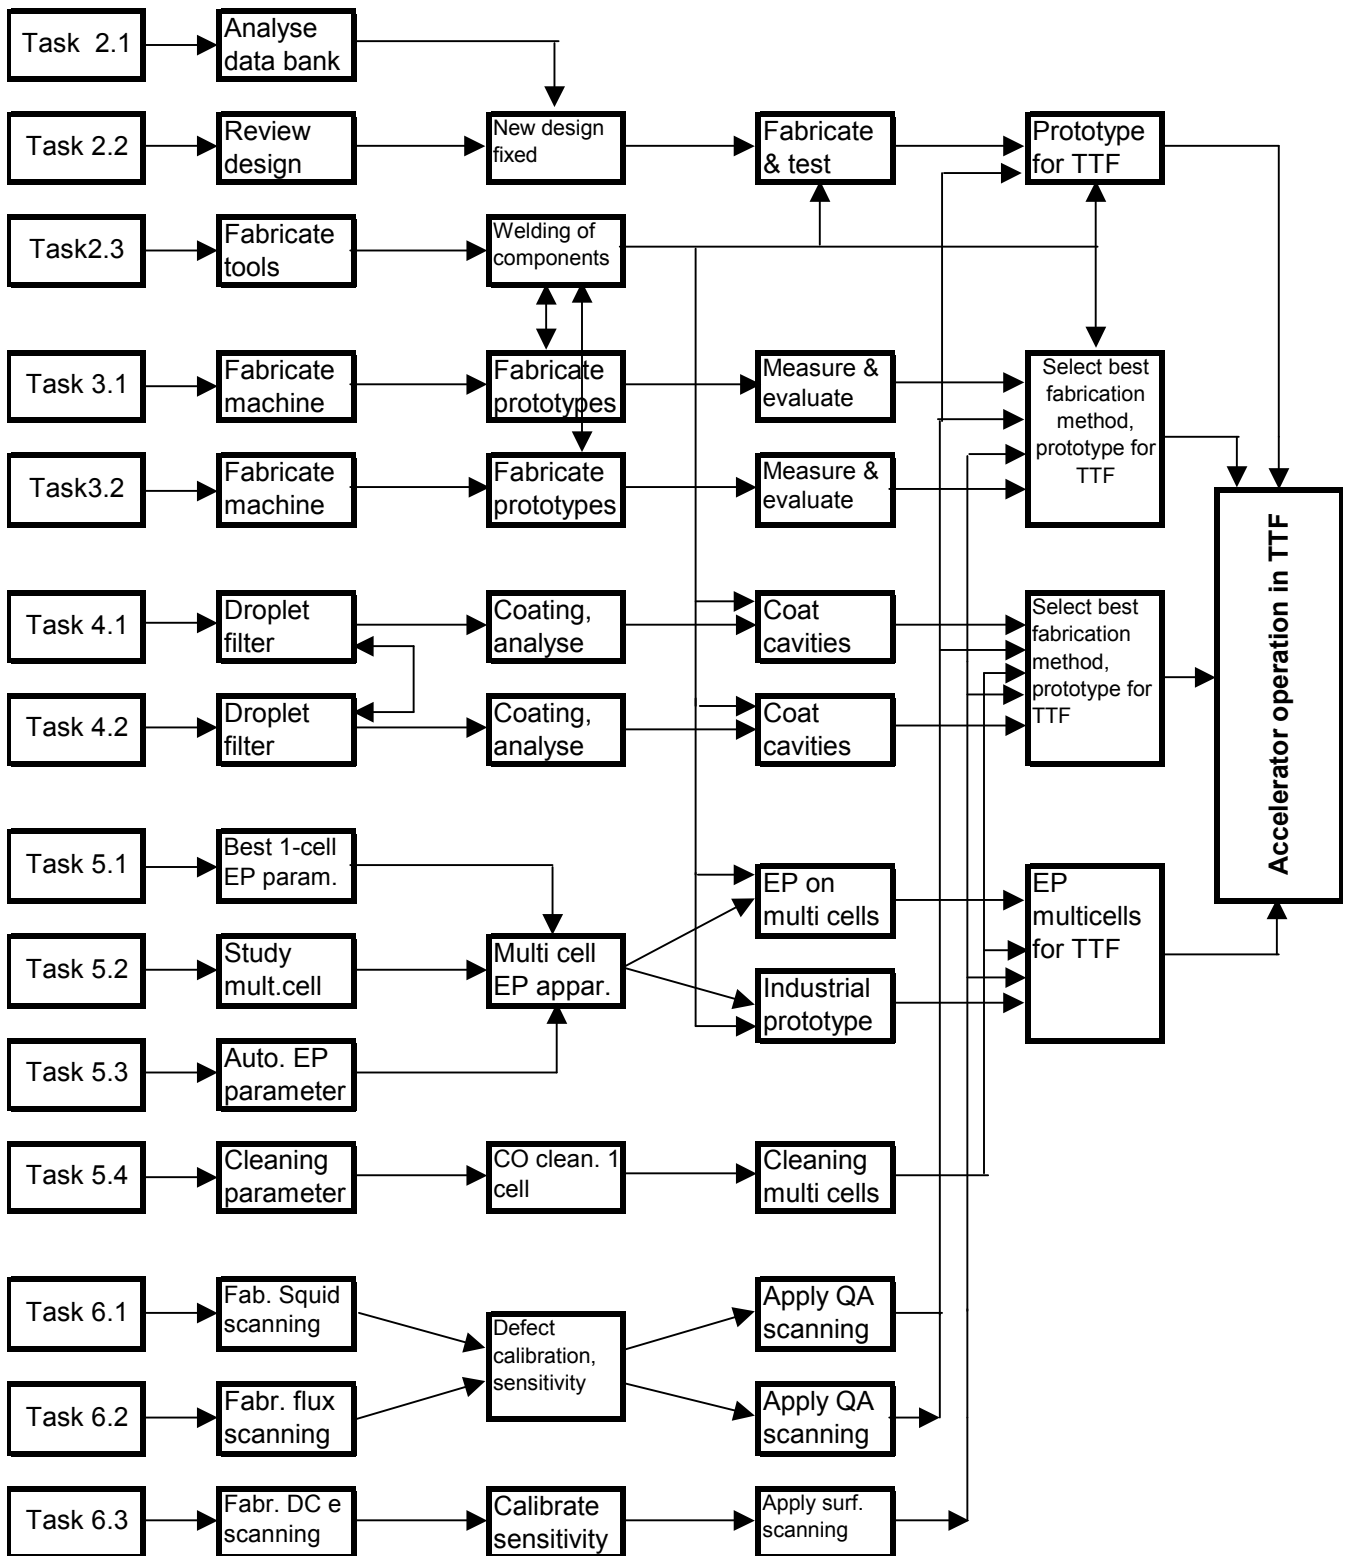 Task 2.1
Analyse
data bank
Task 2.2
Review
design
New design
fixed
Fabricate
& test
Prototype
for TTF
Task2.3
Fabricate
tools
Welding of
components
Task 3.1
Fabricate
machine
Fabricate
prototypes
Measure &
evaluate
Select best
fabrication
method,
prototype for
TTF
Task3.2
Fabricate
machine
Fabricate
prototypes
Measure &
evaluate
Accelerator operation in TTF
Task 4.1
Droplet
filter
Coating,
analyse
Coat
cavities
Select best
fabrication
method,
prototype for
TTF
Task 4.2
Droplet
filter
Coating,
analyse
Coat
cavities
Task 5.1
Best 1-cell
EP param.
EP on
multi cells
EP
multicells
for TTF
Task 5.2
Study
mult.cell
Multi cell
EP appar.
Industrial
prototype
Task 5.3
Auto. EP
parameter
Task 5.4
Cleaning
parameter
CO clean. 1
cell
Cleaning
multi cells
Task 6.1
Fab. Squid
scanning
Defect
calibration,
sensitivity
Apply QA
scanning
Task 6.2
Fabr. flux
scanning
Apply QA
scanning
Task 6.3
Fabr. DC e
scanning
Calibrate
sensitivity
Apply surf.
scanning